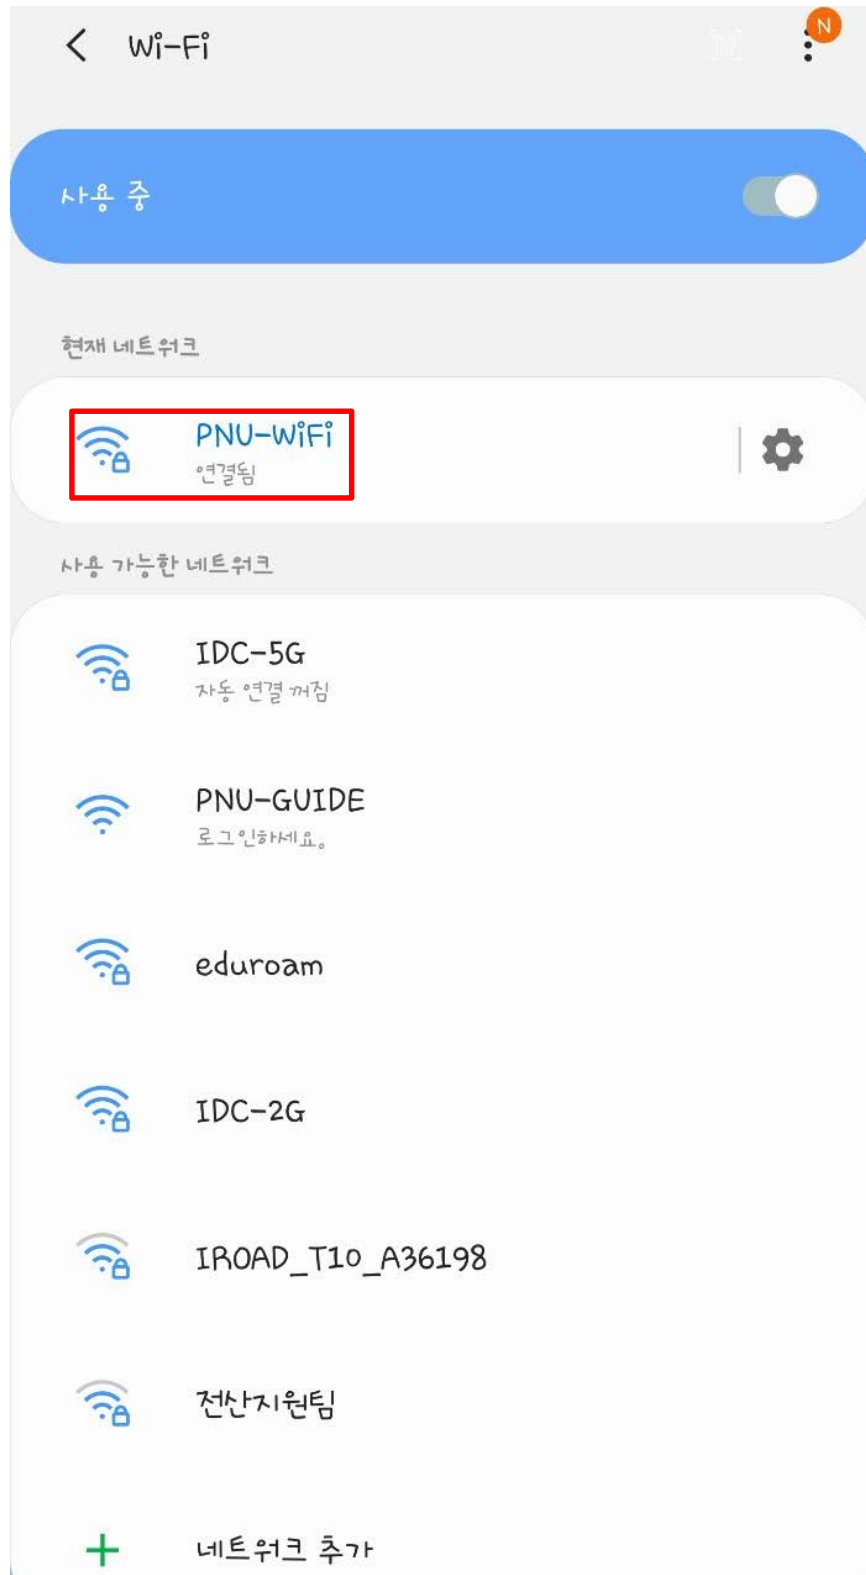 Wi-Fi
N
사용 중
현재 네트워크
PNU-WiFi
연결됨
사용 가능한 네트워크
IDC-5G
자동 연결 꺼짐
PNU-GUIDE
로그인하세요.
eduroam
IDC-2G
IROAD_T10_A36198
전산지원팀
네트워크 추가